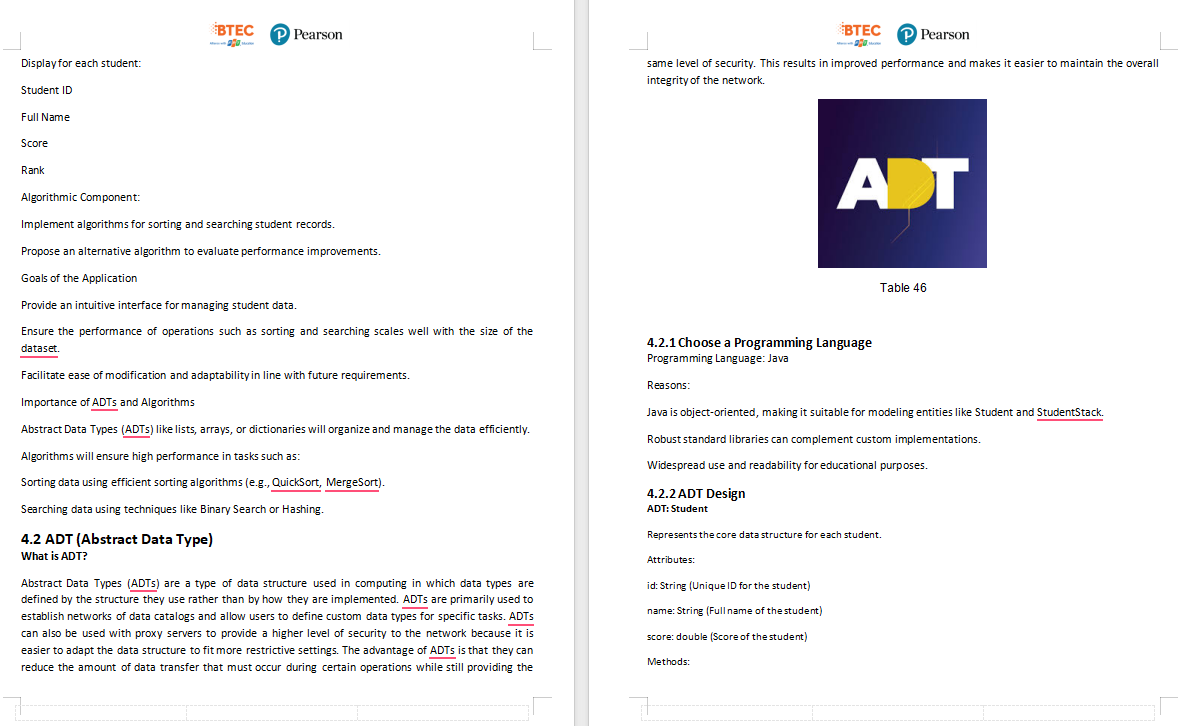 BTEC
Pearson
Display for each student:
Student ID
Full Name
Score
Rank
Algorithmic Component:
Implement algorithms for sorting and searching student records.
Propose an alternative algorithm to evaluate performance improvements.
Goals of the Application
Provide an intuitive interface for managing student data.
Ensure the performance of operations such as sorting and searching scales well with the size of the
dataset.
Facilitate ease of modification and adaptability in line with future requirements.
Importance of ADTs and Algorithms
Abstract Data Types (ADTs) like lists, arrays, or dictionaries will organize and manage the data efficiently.
Algorithms will ensure high performance in tasks such as:
Sorting data using efficient sorting algorithms (e.g., QuickSort, MergeSort).
Searching data using techniques like Binary Search or Hashing.
4.2 ADT (Abstract Data Type)
What is ADT?
Abstract Data Types (ADTs) are a type of data structure used in computing in which data types are
defined by the structure they use rather than by how they are implemented. ADTs are primarily used to
establish networks of data catalogs and allow users to define custom data types for specific tasks. ADTs
can also be used with proxy servers to provide a higher level of security to the network because it is
easier to adapt the data structure to fit more restrictive settings. The advantage of ADTs is that they can
reduce the amount of data transfer that must occur during certain operations while still providing the
BTEC
Pearson
same level of security. This results in improved performance and makes it easier to maintain the overall
integrity of the network.
ADT
Table 46
4.2.1 Choose a Programming Language
Programming Language: Java
Reasons:
Java is object-oriented, making it suitable for modeling entities like Student and StudentStack.
Robust standard libraries can complement custom implementations.
Widespread use and readability for educational purposes.
4.2.2 ADT Design
ADT: Student
Represents the core data structure for each student.
Attributes:
id: String (Unique ID for the student)
name: String (Full name of the student)
score: double (Score of the student)
Methods: